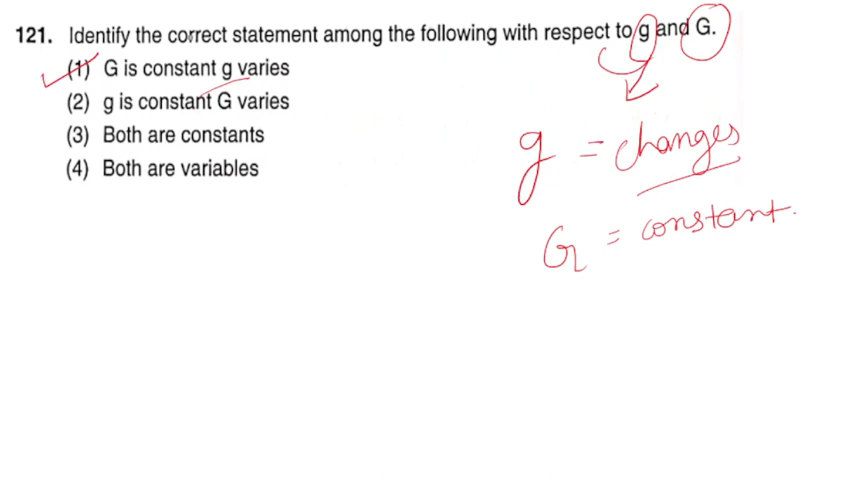 121. Identify the correct statement among the following with respect to g and G.
(1) G is constant g varies
(2) g is constant G varies
(3) Both are constants
(4) Both are variables
g = changes
G = constant.